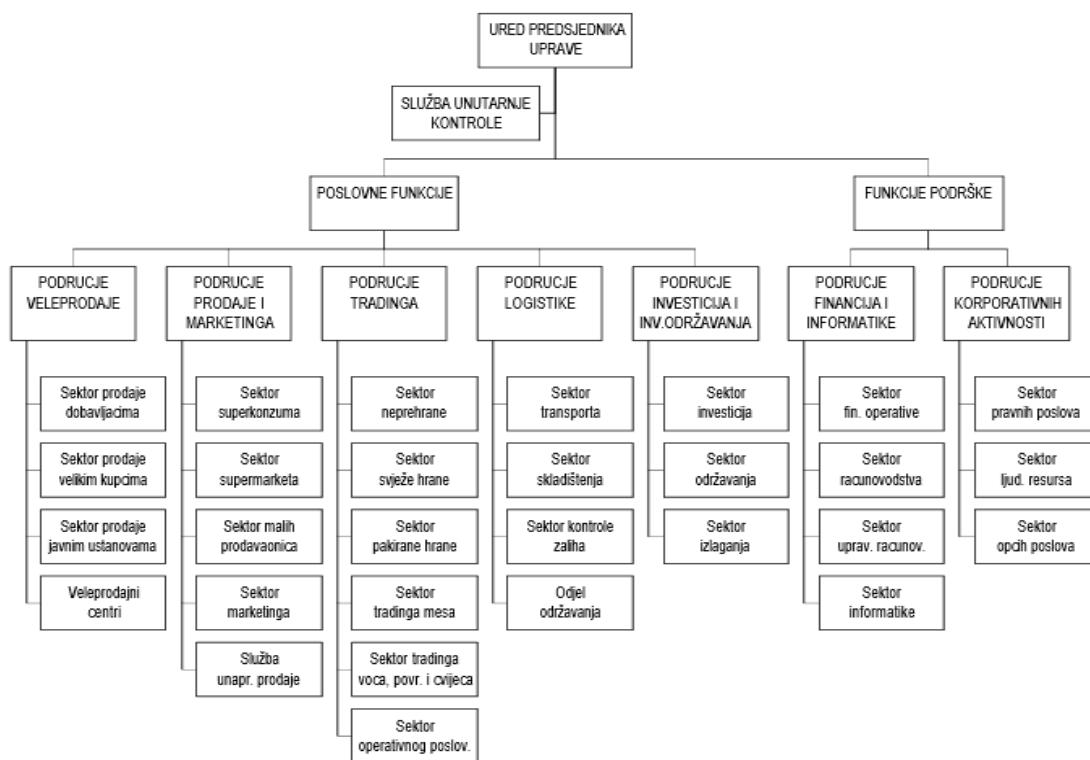 URED PREDSJEDNIKA
UPRAVE
SLUŽBA UNUTARNJE
KONTROLE
POSLOVNE FUNKCIJE
FUNKCIJE PODRŠKE
PODRUCJE
VELEPRODAJE
PODRUCJE
PRODAJE I
MARKETINGA
PODRUCJE
TRADINGA
PODRUCJE
LOGISTIKE
PODRUCJE
INVESTICIJA I
INV.ODRŽAVANJA
PODRUCJE
FINANCIJA I
INFORMATIKE
PODRUCJE
KORPORATIVNIH
AKTIVNOSTI
Sektor prodaje
dobavljacima
Sektor prodaje
velikim kupcima
Sektor prodaje
javnim ustanovama
Veleprodajni
centri
Sektor
superkonzuma
Sektor
supermarketa
Sektor malih
prodavaonica
Sektor
marketinga
Služba
unapr. prodaje
Sektor
neprehrane
Sektor
svježe hrane
Sektor
pakirane hrane
Sektor
tradinga mesa
Sektor tradinga
voca, povr. i cvijeca
Sektor
operativnog poslov.
Sektor
transporta
Sektor
skladištenja
Sektor kontrole
zaliha
Odjel
održavanja
Sektor
investicija
Sektor
održavanja
Sektor
izlaganja
Sektor
fin. operative
Sektor
racunovodstva
Sektor
uprav. racunov.
Sektor
informatike
Sektor
pravnih poslova
Sektor
ljud. resursa
Sektor
opcih poslova